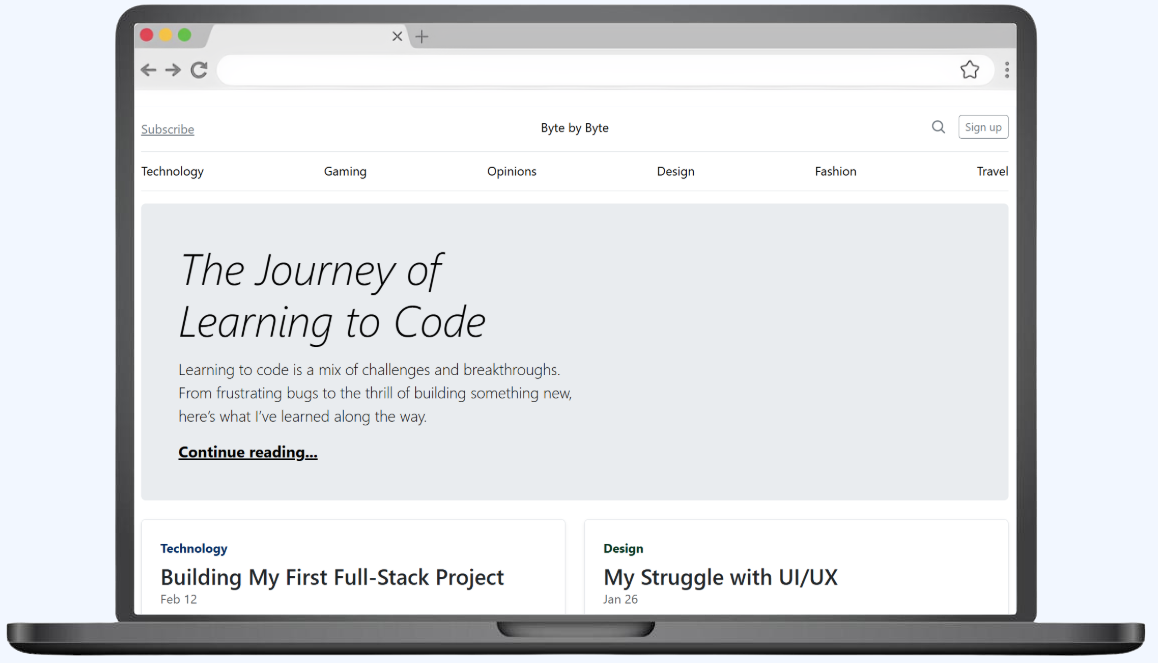 Subscribe
Byte by Byte
Sign up
Technology
Gaming
Opinions
Design
Fashion
Travel
The Journey of
Learning to Code
Learning to code is a mix of challenges and breakthroughs.
From frustrating bugs to the thrill of building something new,
here’s what I’ve learned along the way.
Continue reading...
Technology
Building My First Full-Stack Project
Feb 12
Design
My Struggle with UI/UX
Jan 26